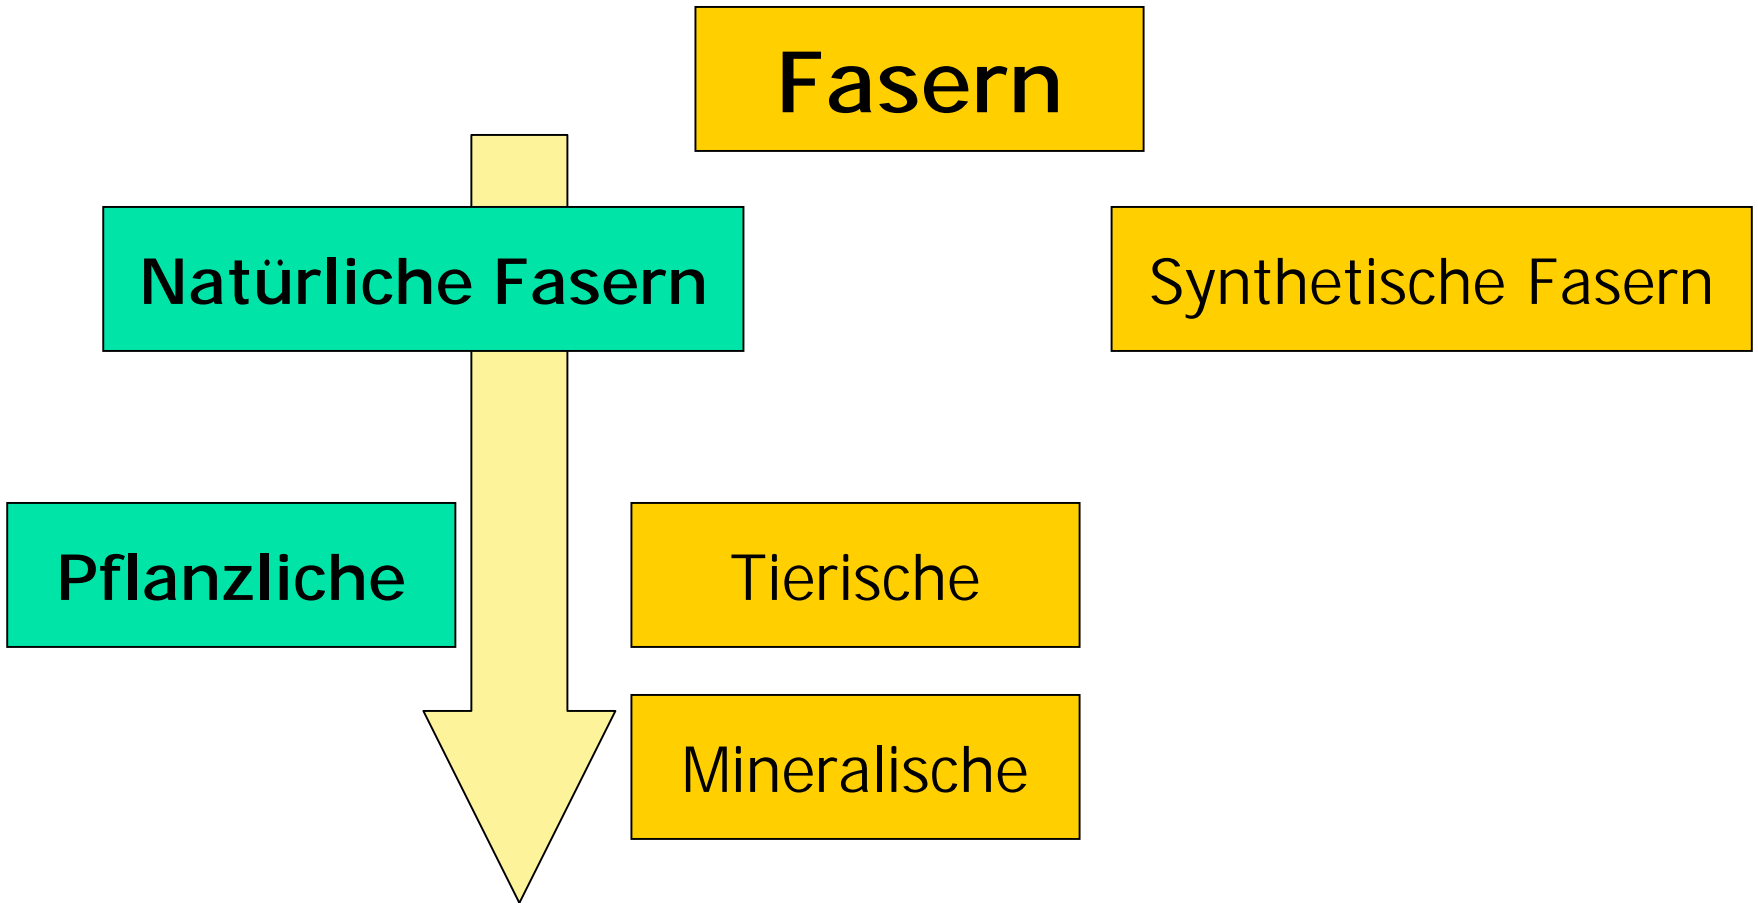 Fasern
Natürliche Fasern
Synthetische Fasern
Pflanzliche
Tierische
Mineralische